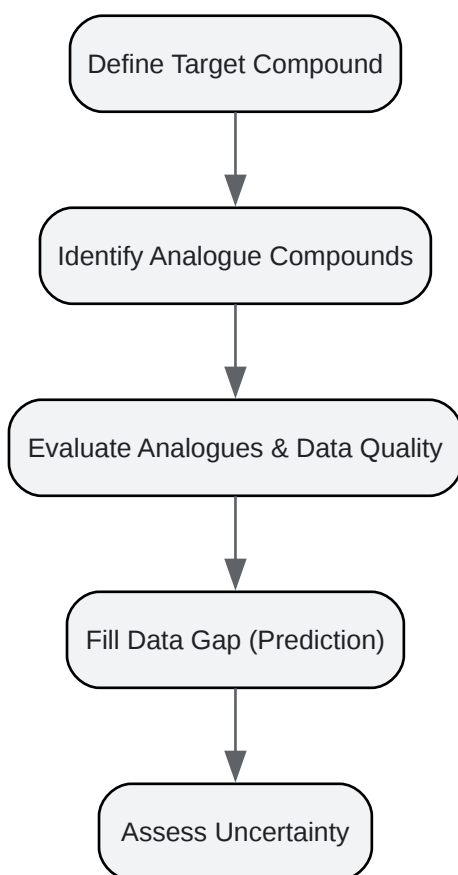 Define Target Compound
Identify Analogue Compounds
Evaluate Analogues & Data Quality
Fill Data Gap (Prediction)
Assess Uncertainty